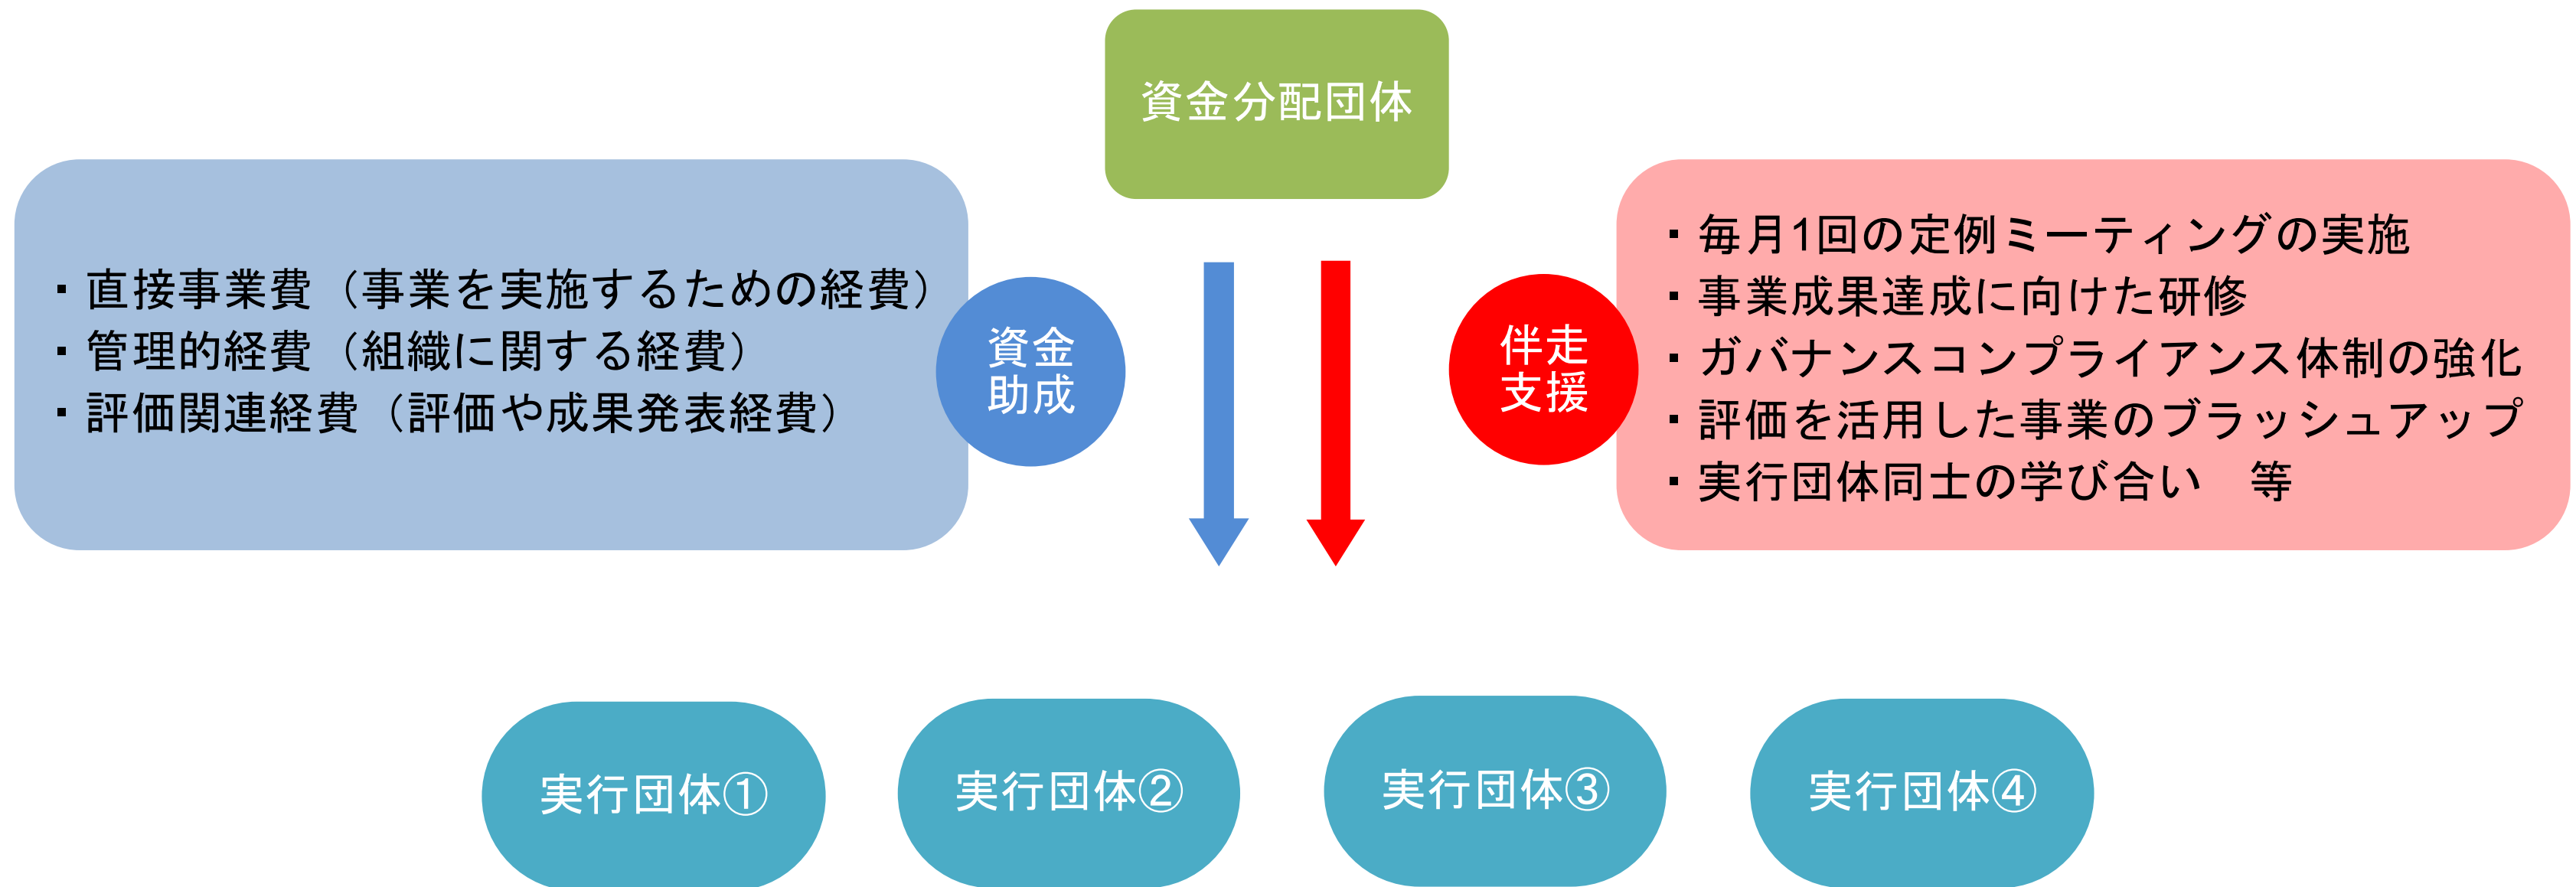 資金分配団体
・直接事業費（事業を実施するための経費）
・管理的経費（組織に関する経費）
・評価関連経費（評価や成果発表経費）
資金
助成
伴走
支援
・毎月1回の定例ミーティングの実施
・事業成果達成に向けた研修
・ガバナンスコンプライアンス体制の強化
・評価を活用した事業のブラッシュアップ
・実行団体同士の学び合い　等
実行団体①
実行団体②
実行団体③
実行団体④